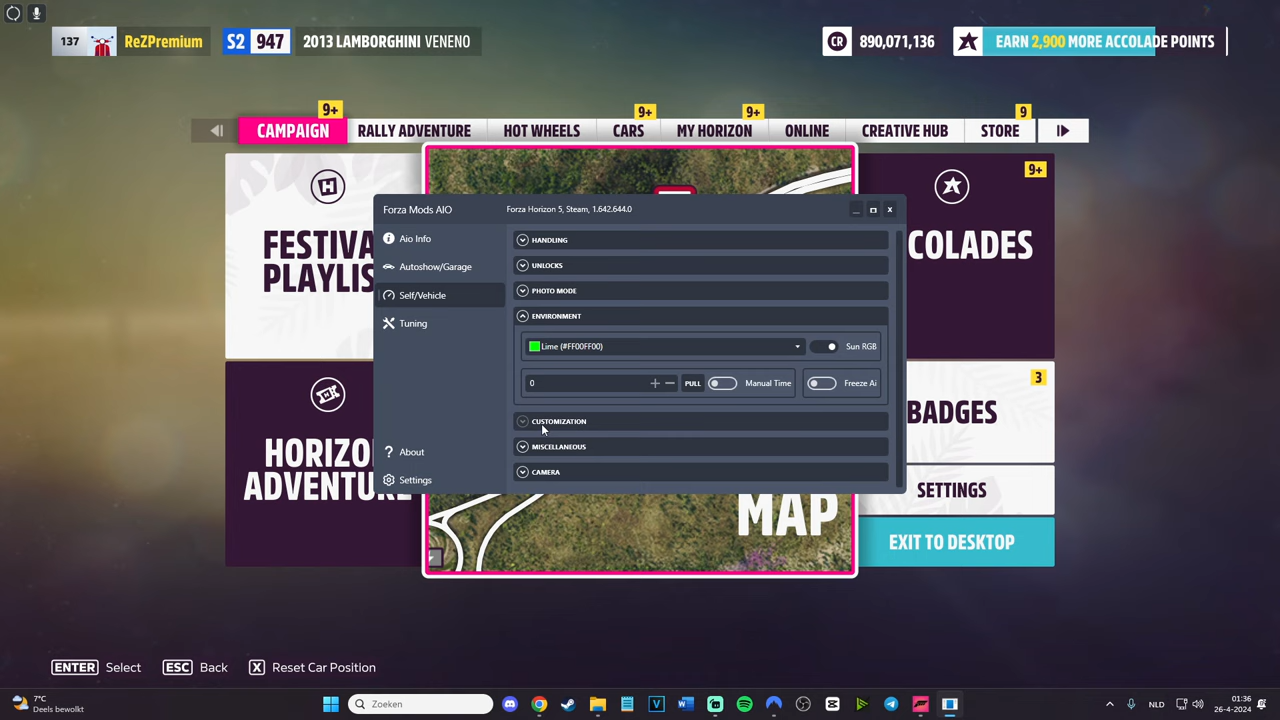 137 ReZPremium S2 947 2013 LAMBORGHINI VENENO
CR 890,071,136 EARN 2,900 MORE ACCOLADE POINTS
9+ 9+ 9+ 9
CAMPAIGN RALLY ADVENTURE HOT WHEELS CARS MY HORIZON ONLINE CREATIVE HUB STORE
FESTIVA
PLAYLIS
HORIZO
ADVENTURE
Forza Mods AIO
Forza Horizon 5, Steam, 1.642.644.0
Aio Info
Autoshow/Garage
Self/Vehicle
Tuning
About
Settings
HANDLING
UNLOCKS
PHOTO MODE
ENVIRONMENT
Lime (#FF00FF00) Sun RGB
0 PULL Manual Time Freeze Ai
CUSTOMIZATION
MISCELLANEOUS
CAMERA
MAP
9+
COLADES
3
BADGES
SETTINGS
EXIT TO DESKTOP
ENTER Select ESC Back X Reset Car Position
7°C
Deels bewolkt
Zoeken
NLD
01:36
26-4-2024